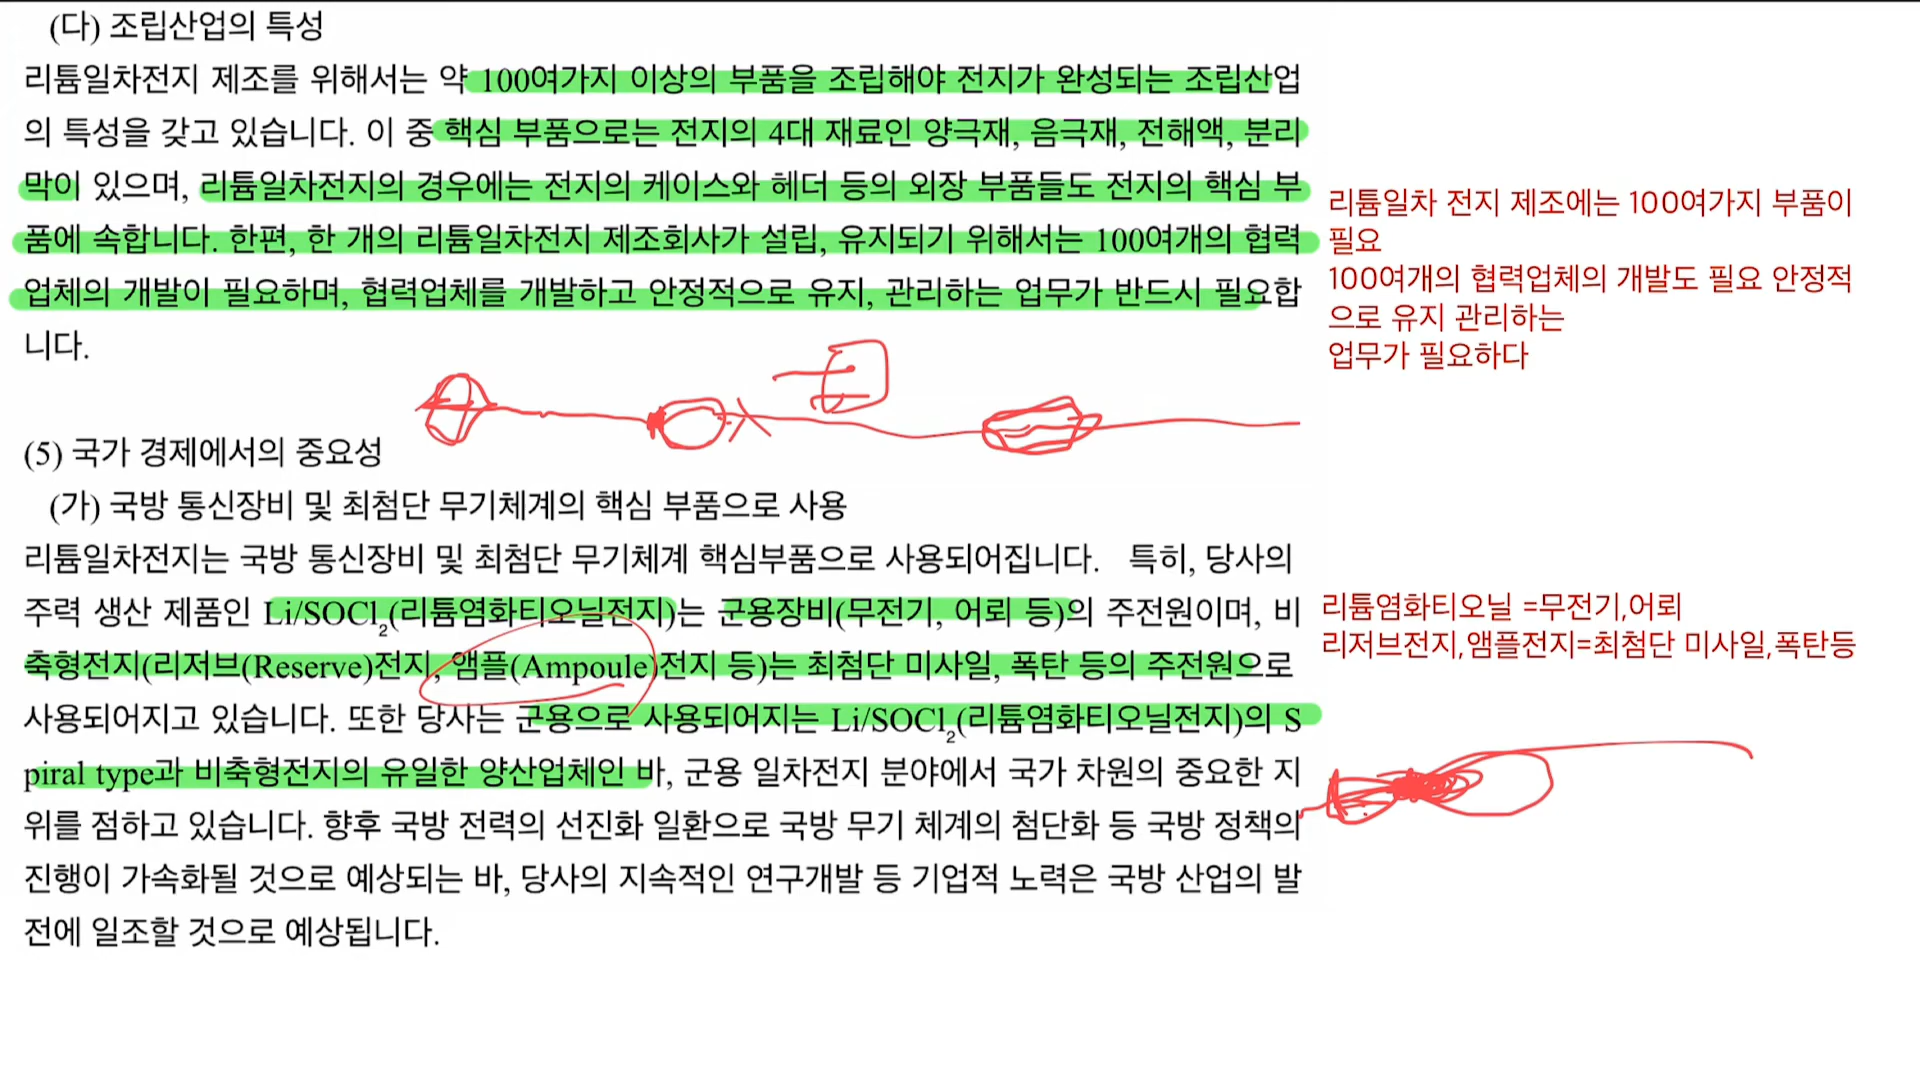 (다) 조립산업의 특성
리튬일차전지 제조를 위해서는 약 100여가지 이상의 부품을 조립해야 전지가 완성되는 조립산업
의 특성을 갖고 있습니다. 이 중 핵심 부품으로는 전지의 4대 재료인 양극재, 음극재, 전해액, 분리
막이 있으며, 리튬일차전지의 경우에는 전지의 케이스와 헤더 등의 외장 부품들도 전지의 핵심 부
품에 속합니다. 한편, 한 개의 리튬일차전지 제조회사가 설립, 유지되기 위해서는 100여개의 협력
업체의 개발이 필요하며, 협력업체를 개발하고 안정적으로 유지, 관리하는 업무가 반드시 필요합
니다.
리튬일차 전지 제조에는 100여가지 부품이
필요
100여개의 협력업체의 개발도 필요 안정적
으로 유지 관리하는
업무가 필요하다
(5) 국가 경제에서의 중요성
(가) 국방 통신장비 및 최첨단 무기체계의 핵심 부품으로 사용
리튬일차전지는 국방 통신장비 및 최첨단 무기체계 핵심부품으로 사용되어집니다. 특히, 당사의
주력 생산 제품인 Li/SOCl₂(리튬염화티오닐전지)는 군용장비(무전기, 어뢰 등)의 주전원이며, 비
축형전지(리저브(Reserve)전지, 앰플(Ampoule)전지 등)는 최첨단 미사일, 폭탄 등의 주전원으로
사용되어지고 있습니다. 또한 당사는 군용으로 사용되어지는 Li/SOCl₂(리튬염화티오닐전지)의 S
piral type과 비축형전지의 유일한 양산업체인 바, 군용 일차전지 분야에서 국가 차원의 중요한 지
위를 점하고 있습니다. 향후 국방 전력의 선진화 일환으로 국방 무기 체계의 첨단화 등 국방 정책의
진행이 가속화될 것으로 예상되는 바, 당사의 지속적인 연구개발 등 기업적 노력은 국방 산업의 발
전에 일조할 것으로 예상됩니다.
리튬염화티오닐 =무전기,어뢰
리저브전지,앰플전지=최첨단 미사일,폭탄등